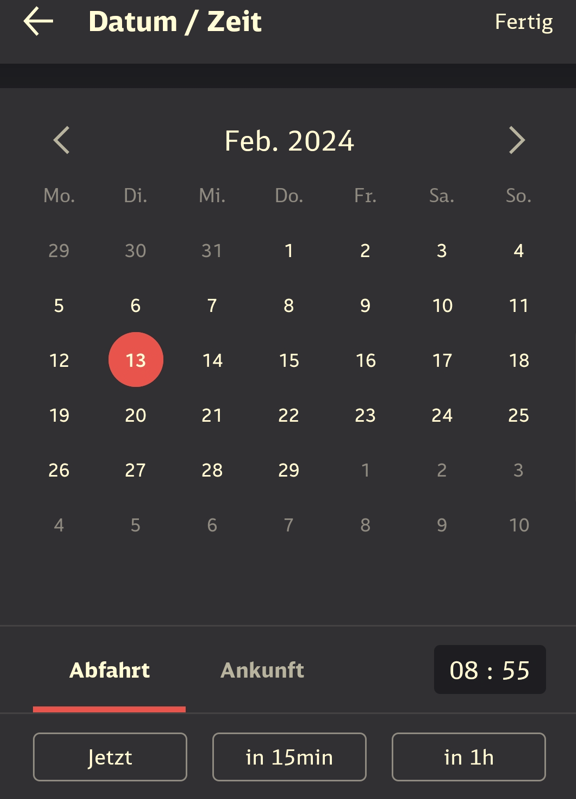 Datum / Zeit Fertig
Feb. 2024
Mo. Di. Mi. Do. Fr. Sa. So.
29 30 31 1 2 3 4
5 6 7 8 9 10 11
12 13 14 15 16 17 18
19 20 21 22 23 24 25
26 27 28 29 1 2 3
4 5 6 7 8 9 10
Abfahrt Ankunft 08 : 55
Jetzt in 15min in 1h